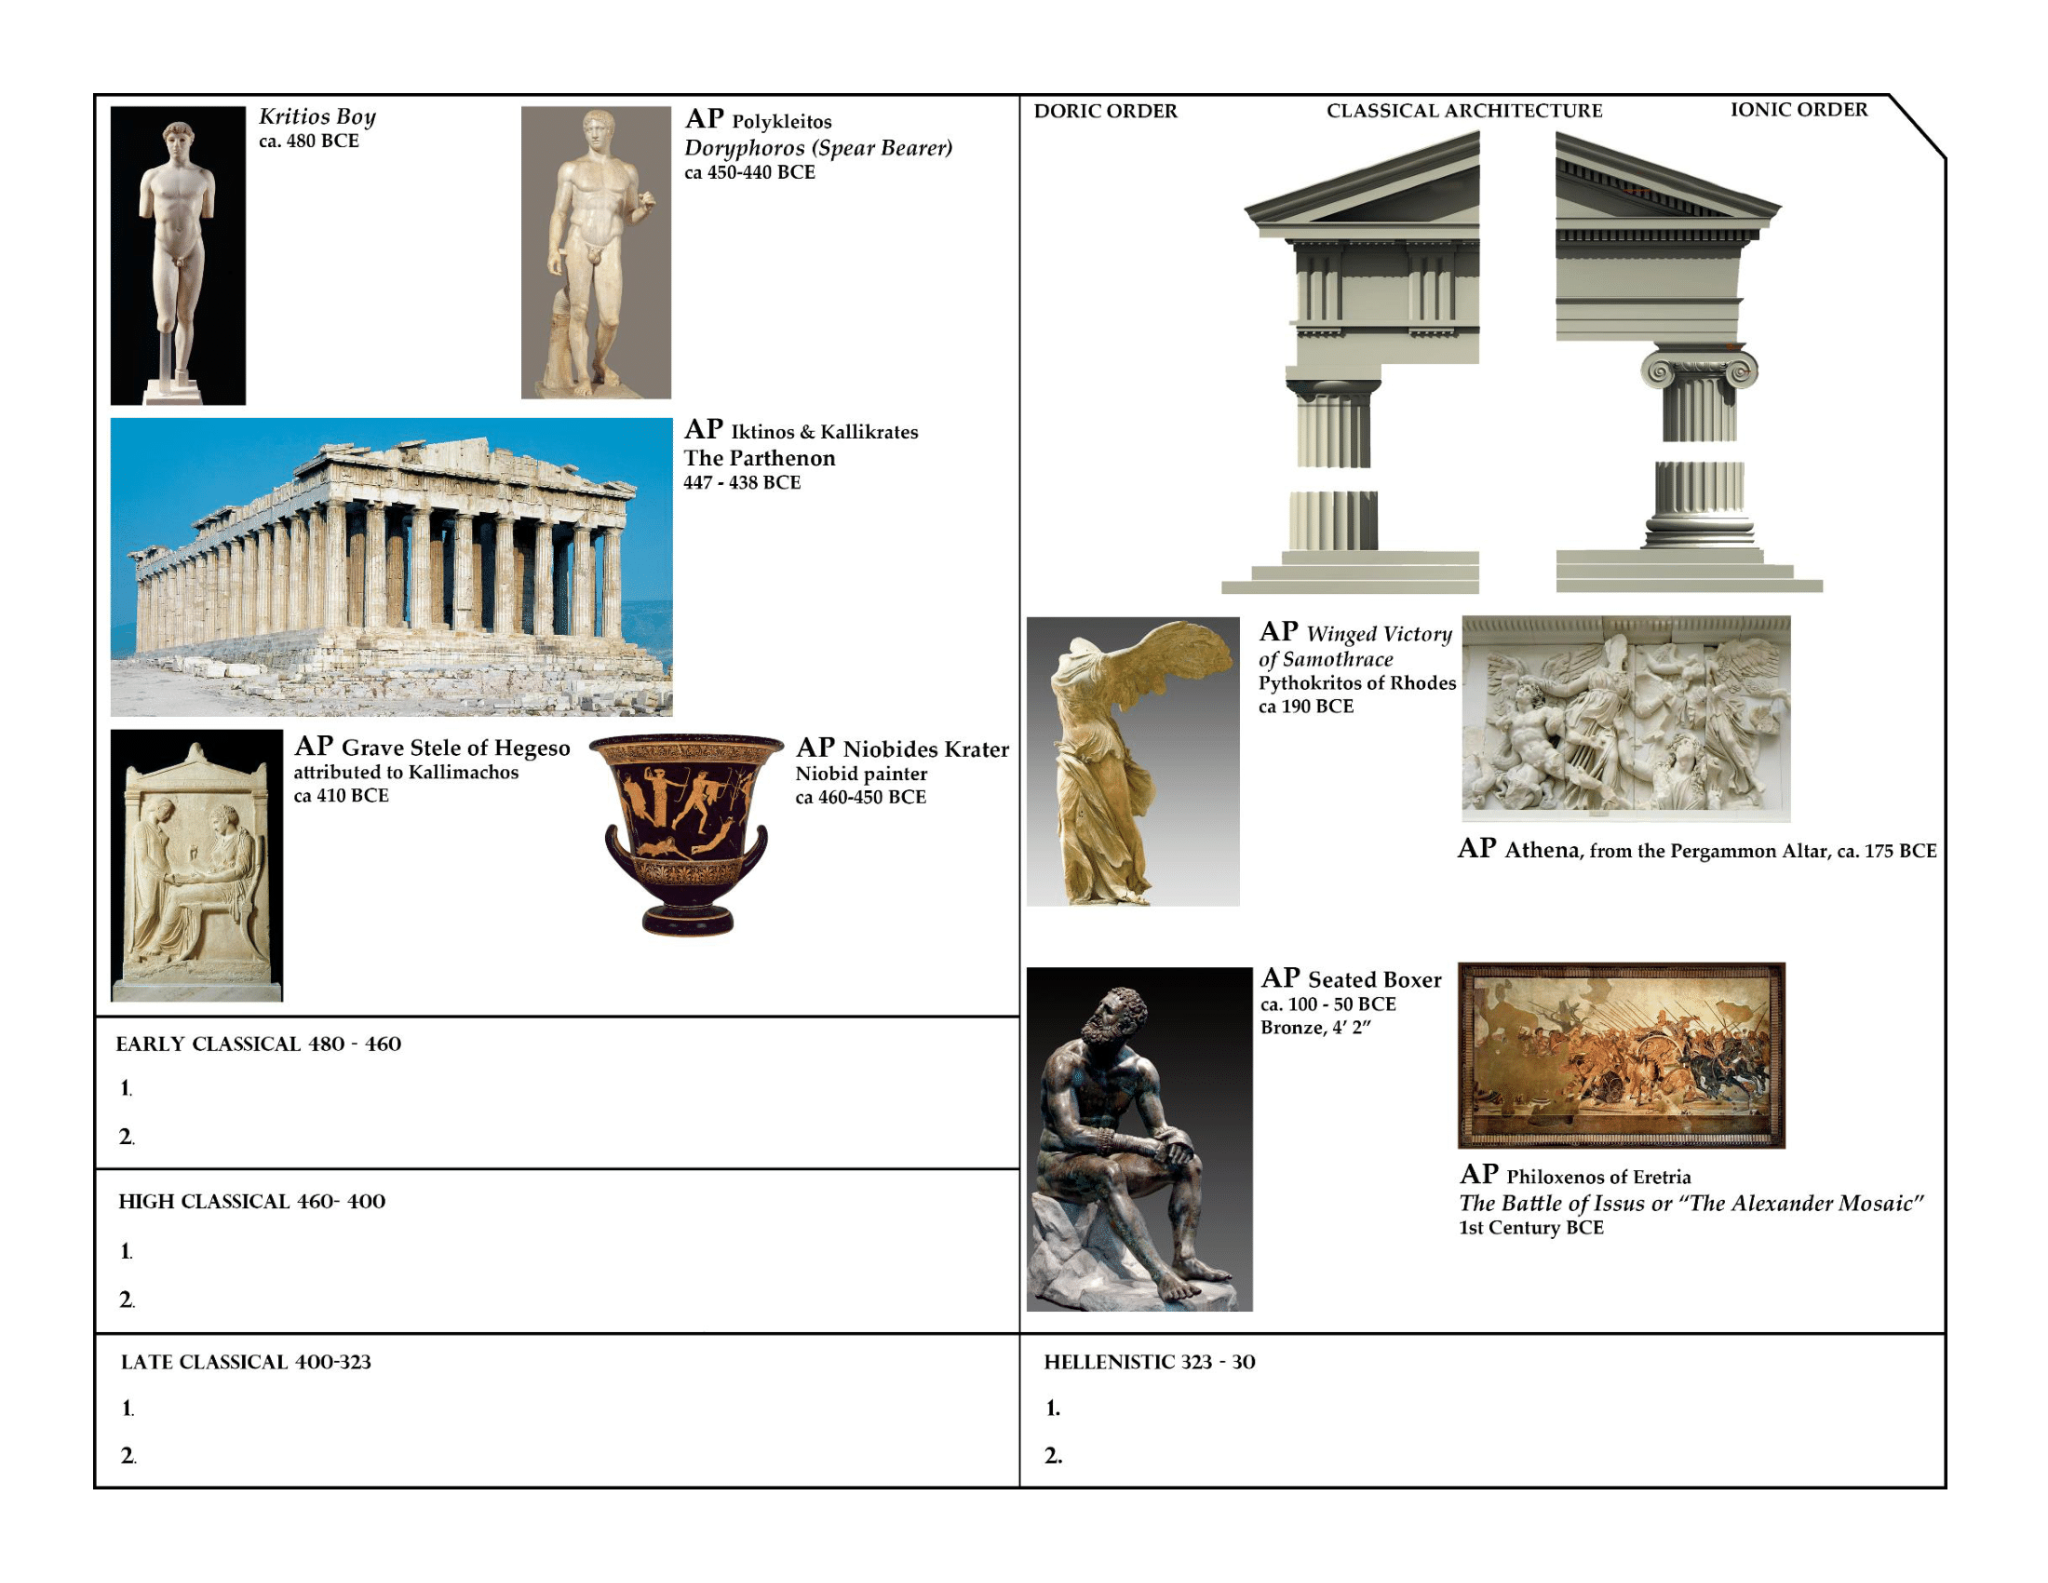 Kritios Boy
ca. 480 BCE
AP Polykleitos
Doryphoros (Spear Bearer)
ca 450-440 BCE
AP Iktinos & Kallikrates
The Parthenon
447 - 438 BCE
AP Grave Stele of Hegeso
attributed to Kallimachos
ca 410 BCE
AP Niobides Krater
Niobid painter
ca 460-450 BCE
EARLY CLASSICAL 480 - 460
1.
2.
HIGH CLASSICAL 460- 400
1.
2.
LATE CLASSICAL 400-323
1.
2.
DORIC ORDER
CLASSICAL ARCHITECTURE
IONIC ORDER
AP Winged Victory
of Samothrace
Pythokritos of Rhodes
ca 190 BCE
AP Athena, from the Pergammon Altar, ca. 175 BCE
AP Seated Boxer
ca. 100 - 50 BCE
Bronze, 4’ 2”
AP Philoxenos of Eretria
The Battle of Issus or “The Alexander Mosaic”
1st Century BCE
HELLENISTIC 323 - 30
1.
2.